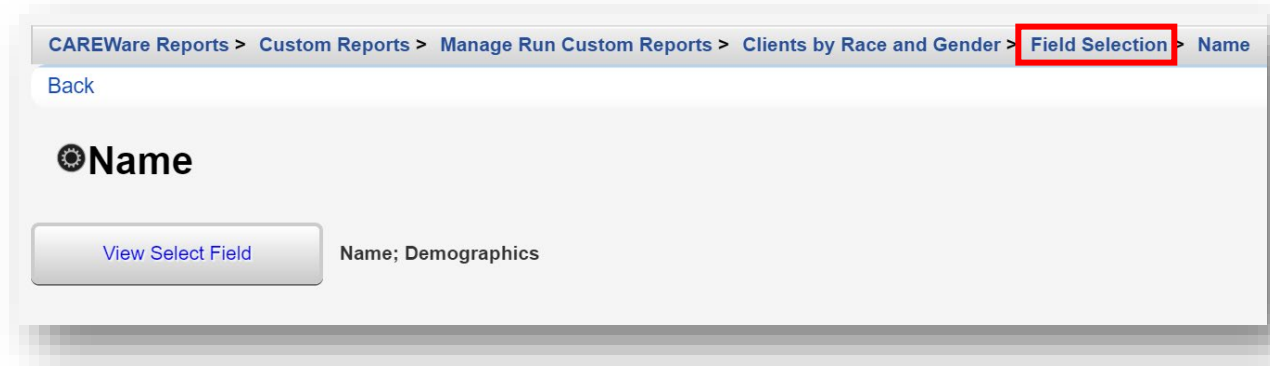 CAREWare Reports > Custom Reports > Manage Run Custom Reports > Clients by Race and Gender > Field Selection > Name
Back
Name
View Select Field Name; Demographics